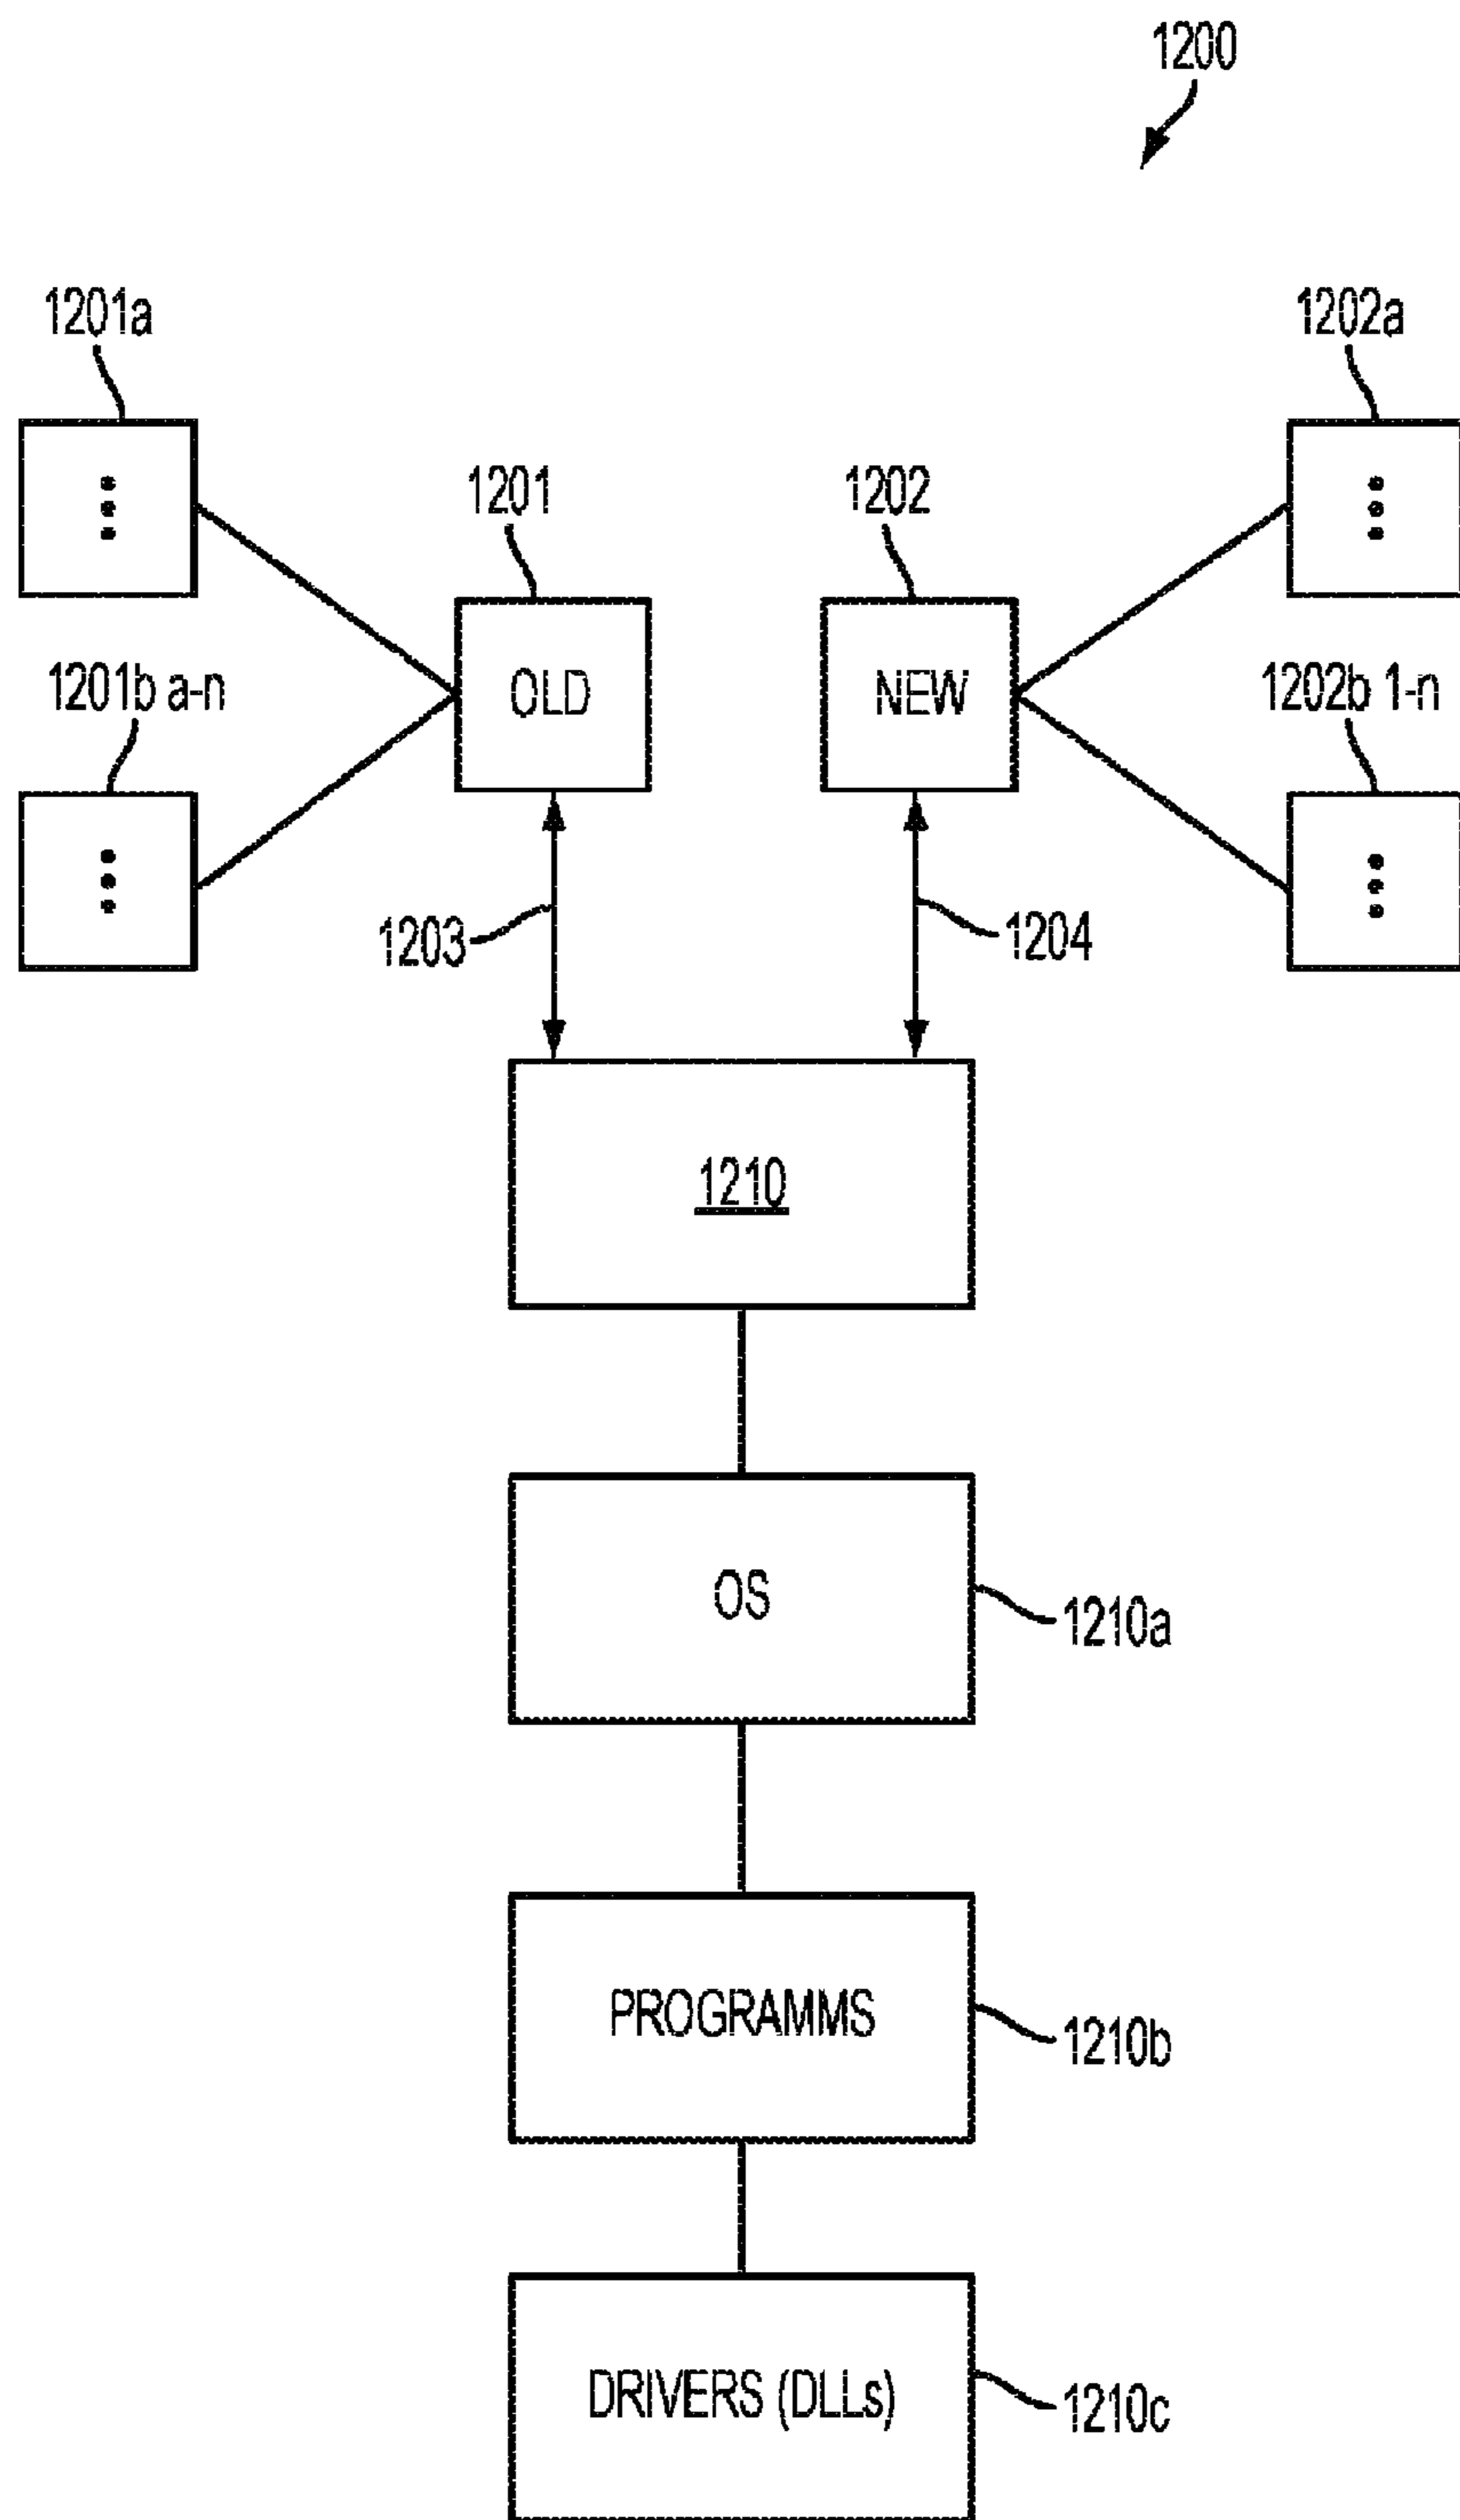 1200
1201a
1202a
1201
1202
1201b a-n
OLD
NEW
1202b 1-n
1203
1204
1210
OS
1210a
PROGRAMMS
1210b
DRIVERS (DLLs)
1210c